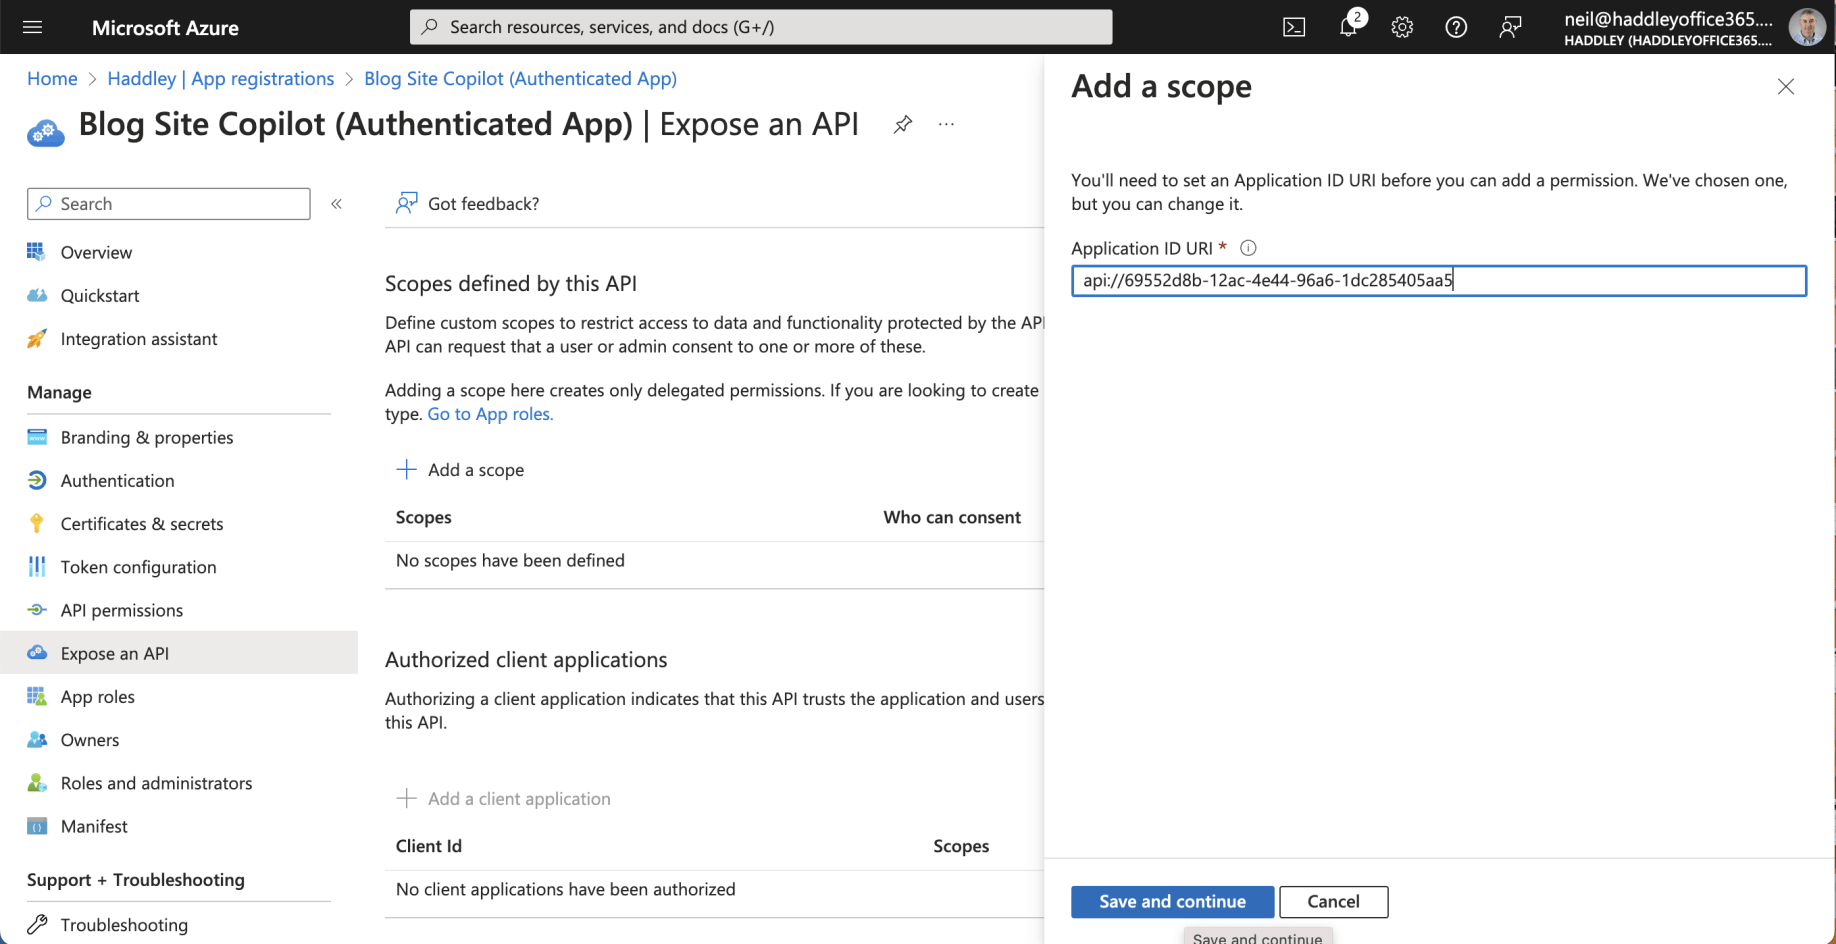 Microsoft Azure
Search resources, services, and docs (G+/)
2
neil@haddleyoffice365....
HADDLEY (HADDLEYOFFICE365....
Home > Haddley | App registrations > Blog Site Copilot (Authenticated App)
Blog Site Copilot (Authenticated App) | Expose an API
...
Search
«
Overview
Quickstart
Integration assistant
Manage
Branding & properties
Authentication
Certificates & secrets
Token configuration
API permissions
Expose an API
App roles
Owners
Roles and administrators
Manifest
Support + Troubleshooting
Troubleshooting
Got feedback?
Scopes defined by this API
Define custom scopes to restrict access to data and functionality protected by the API
API can request that a user or admin consent to one or more of these.
Adding a scope here creates only delegated permissions. If you are looking to create
type. Go to App roles.
Add a scope
Scopes Who can consent
No scopes have been defined
Authorized client applications
Authorizing a client application indicates that this API trusts the application and users
this API.
Add a client application
Client Id Scopes
No client applications have been authorized
Add a scope
You'll need to set an Application ID URI before you can add a permission. We've chosen one,
but you can change it.
Application ID URI *
api://69552d8b-12ac-4e44-96a6-1dc285405aa5
Save and continue
Cancel
Save and continue